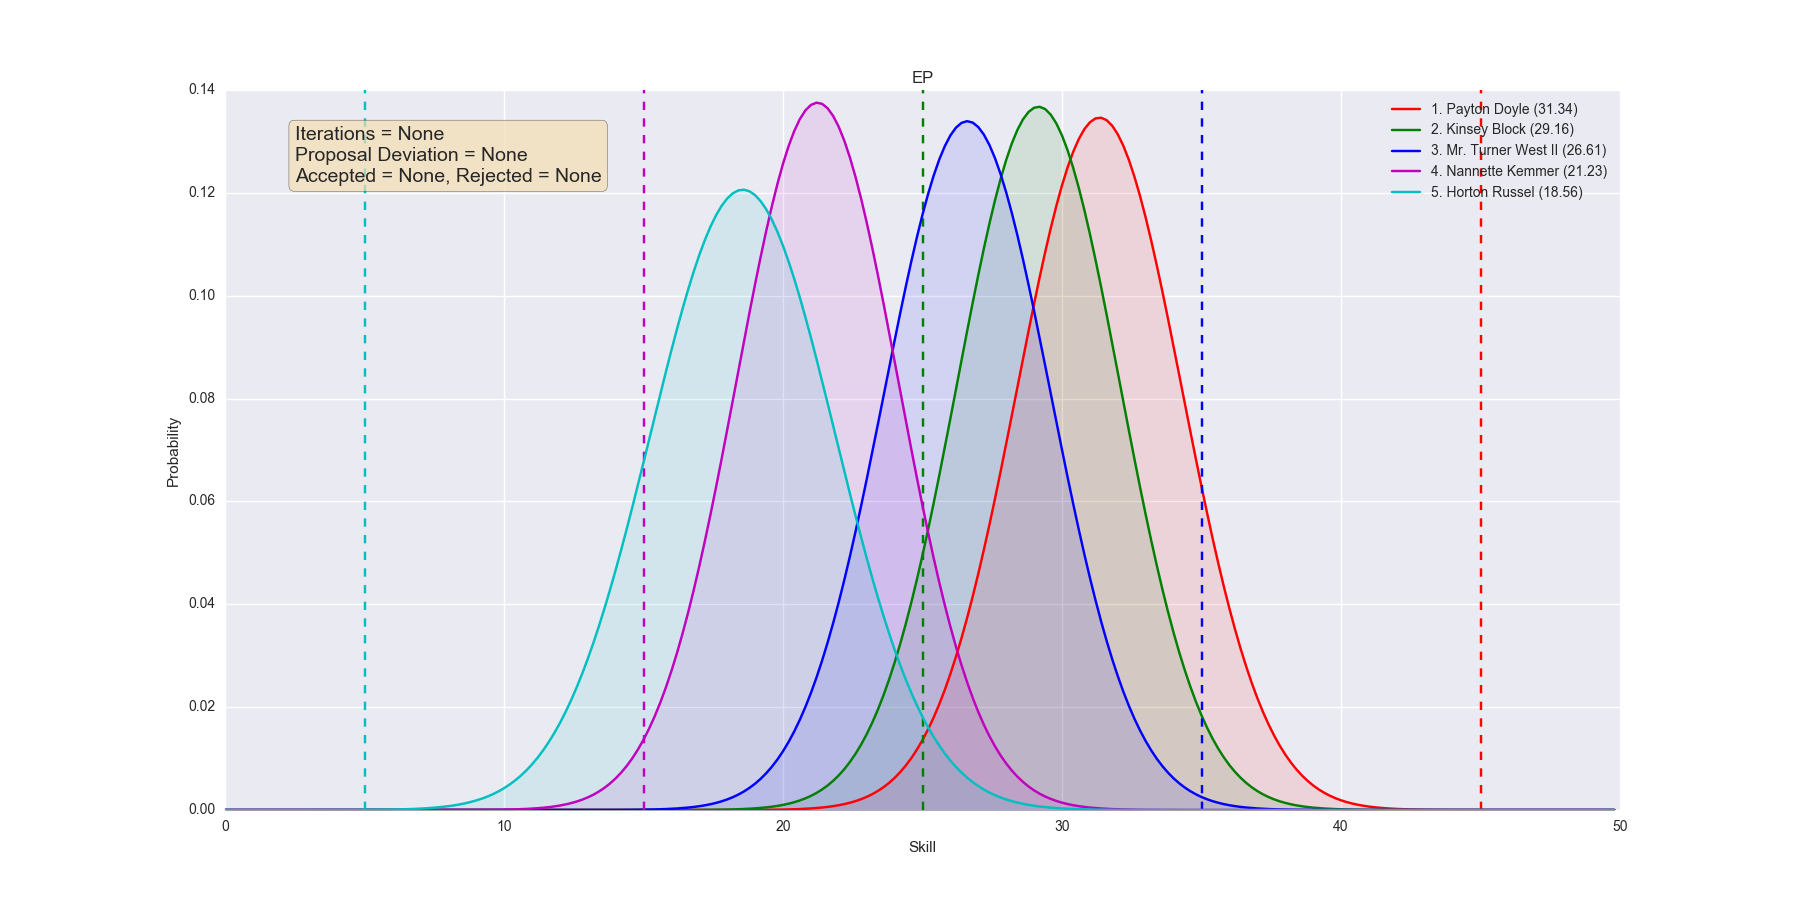 EP
0.14
0.12
0.10
0.08
0.06
0.04
0.02
0.00
Probability
Iterations = None
Proposal Deviation = None
Accepted = None, Rejected = None
1. Payton Doyle (31.34)
2. Kinsey Block (29.16)
3. Mr. Turner West II (26.61)
4. Nannette Kemmer (21.23)
5. Horton Russel (18.56)
0 10 20 30 40 50
Skill